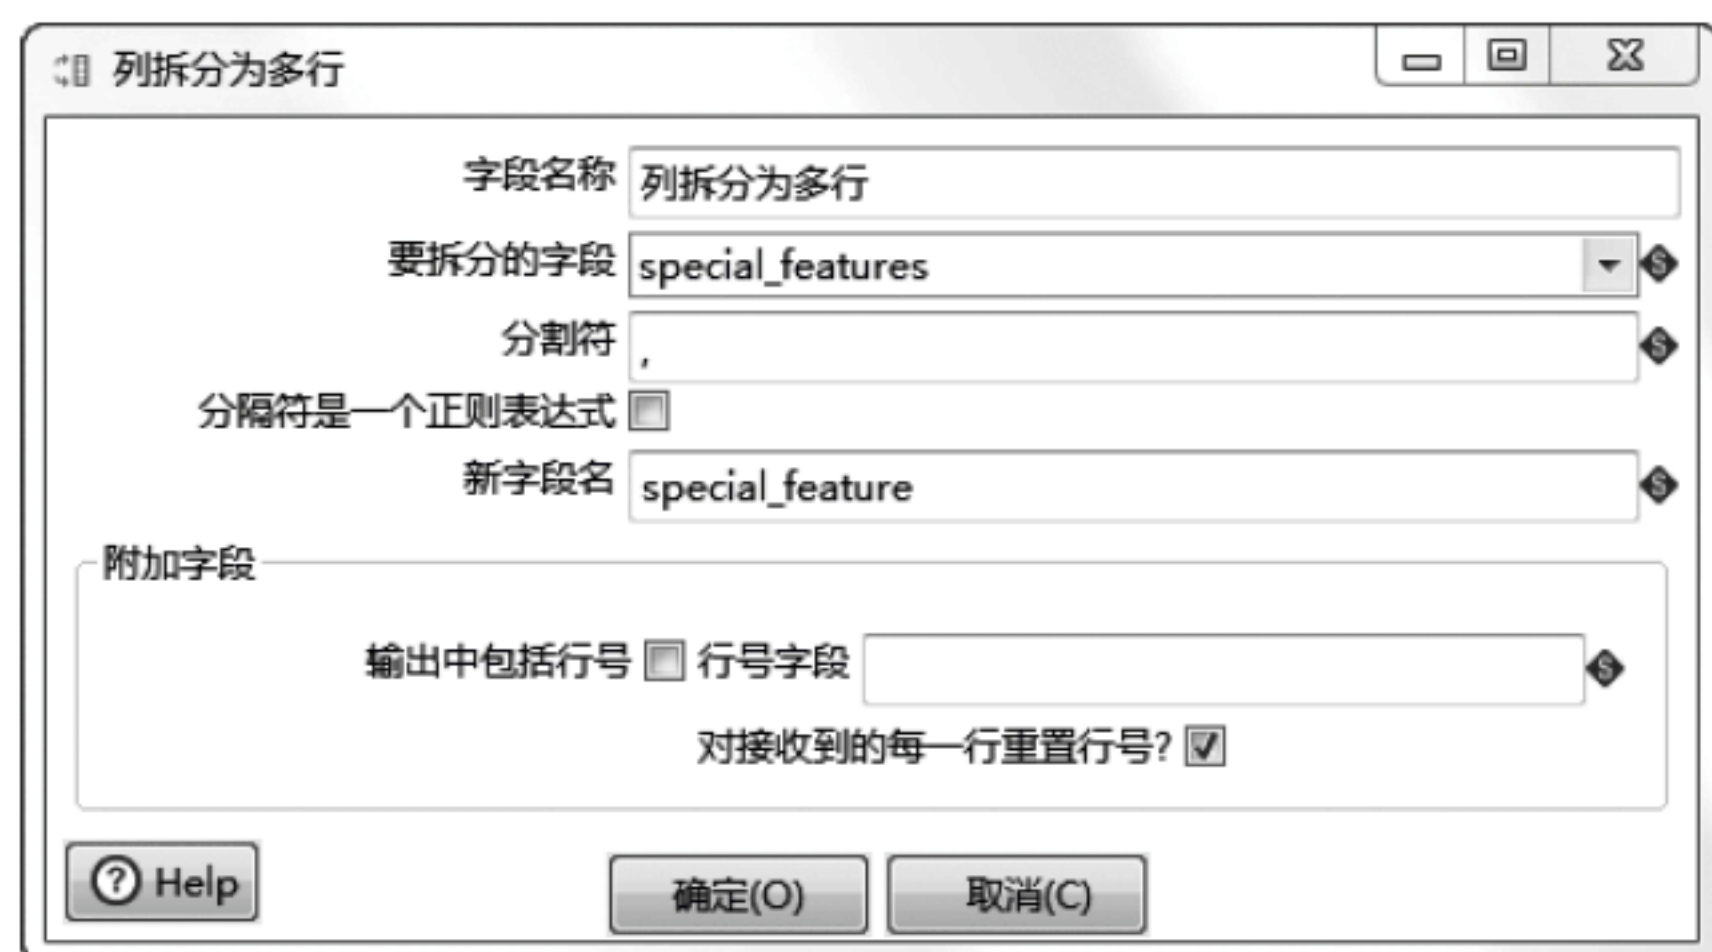 列拆分为多行
字段名称 列拆分为多行
要拆分的字段 special_features
分割符 ,
分隔符是一个正则表达式
新字段名 special_feature
附加字段
输出中包括行号 行号字段
对接收到的每一行重置行号?
Help 确定(O) 取消(C)